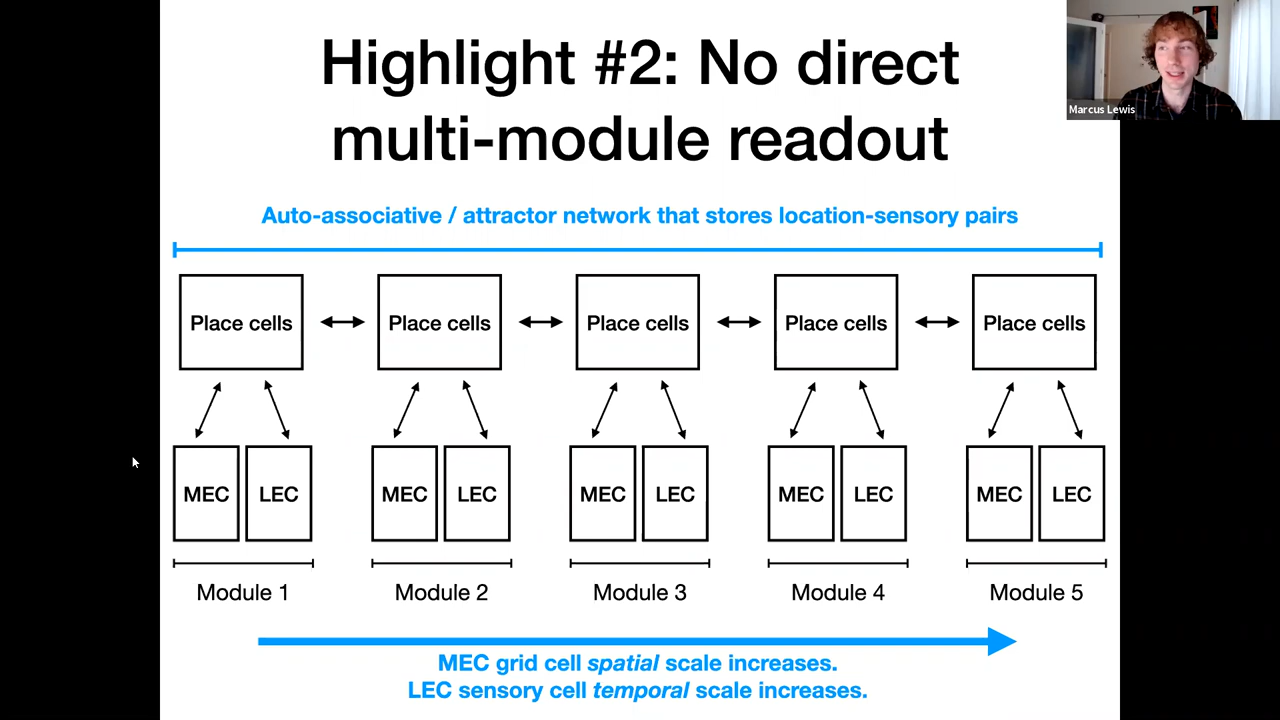 Highlight #2: No direct
multi-module readout
Marcus Lewis
Auto-associative / attractor network that stores location-sensory pairs
Place cells
Place cells
Place cells
Place cells
Place cells
MEC
LEC
MEC
LEC
MEC
LEC
MEC
LEC
MEC
LEC
Module 1
Module 2
Module 3
Module 4
Module 5
MEC grid cell spatial scale increases.
LEC sensory cell temporal scale increases.